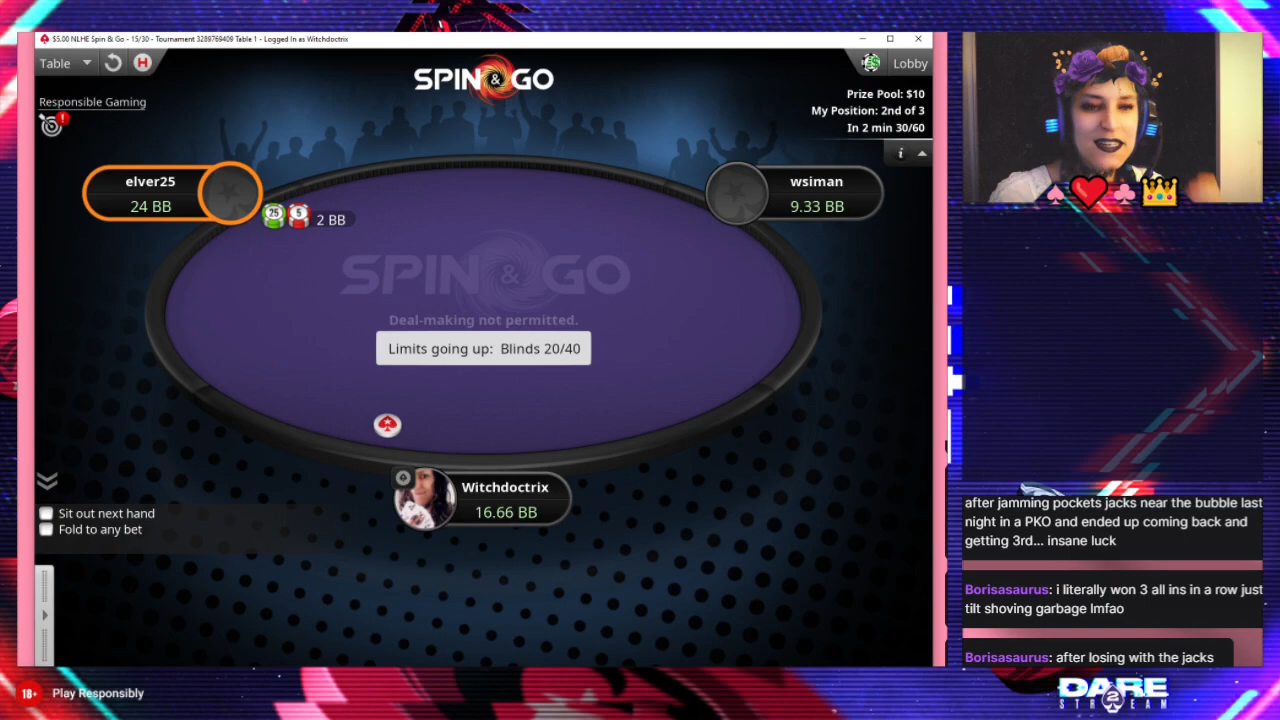 $5.00 NLHE Spin & Go - 15/30 - Tournament 3289769409 Table 1 - Logged In as Witchdoctrix
Table
H
Lobby
SPIN & GO
Responsible Gaming
Prize Pool: $10
My Position: 2nd of 3
In 2 min 30/60
i
elver25
24 BB
25
5
2 BB
wsiman
9.33 BB
SPIN & GO
Deal-making not permitted.
Limits going up: Blinds 20/40
Witchdoctrix
16.66 BB
Sit out next hand
Fold to any bet
after jamming pockets jacks near the bubble last
night in a PKO and ended up coming back and
getting 3rd... insane luck
Borisasaurus: i literally won 3 all ins in a row just
tilt shoving garbage lmfao
Borisasaurus: after losing with the jacks
18+ Play Responsibly
DARE
2
STREAM